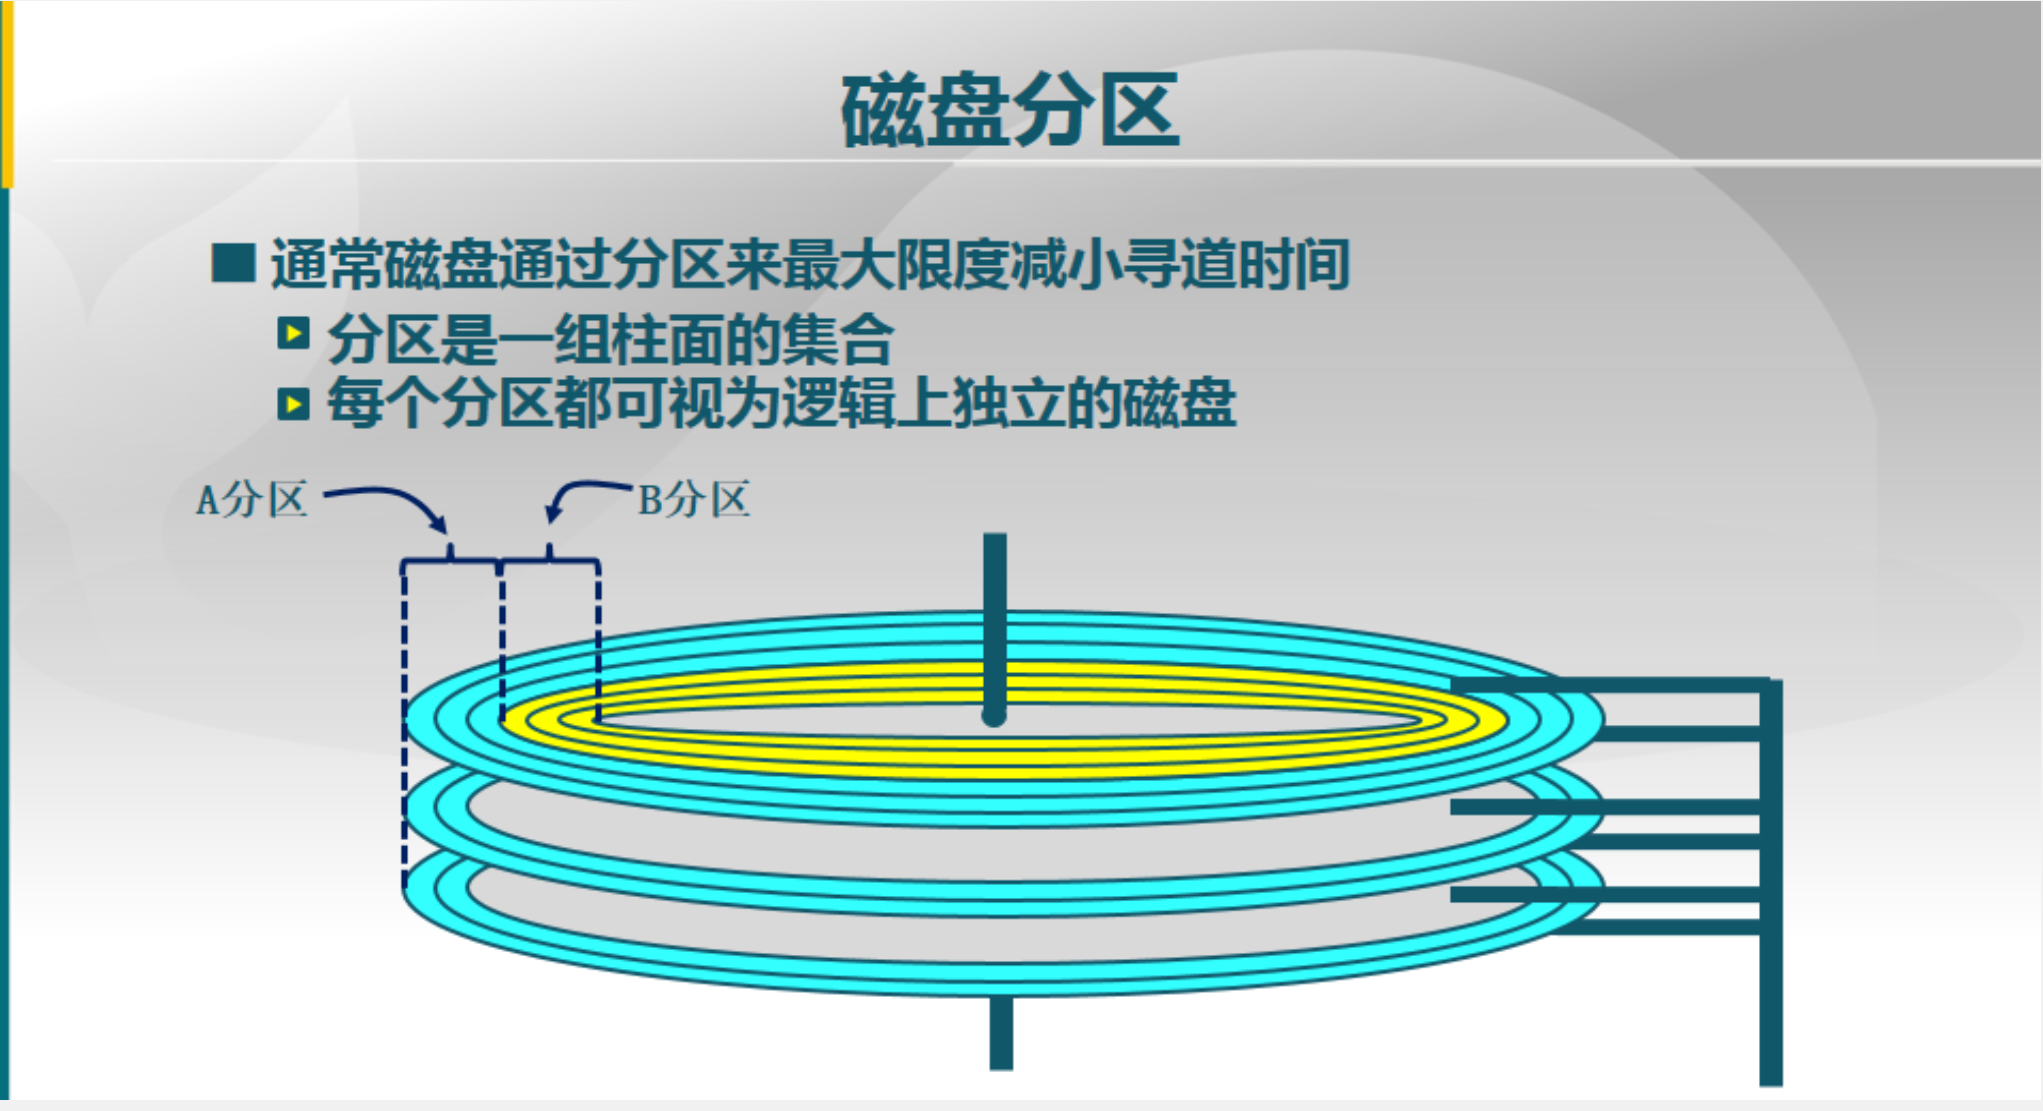 磁盘分区
通常磁盘通过分区来最大限度减小寻道时间
分区是一组柱面的集合
每个分区都可视为逻辑上独立的磁盘
A分区
B分区